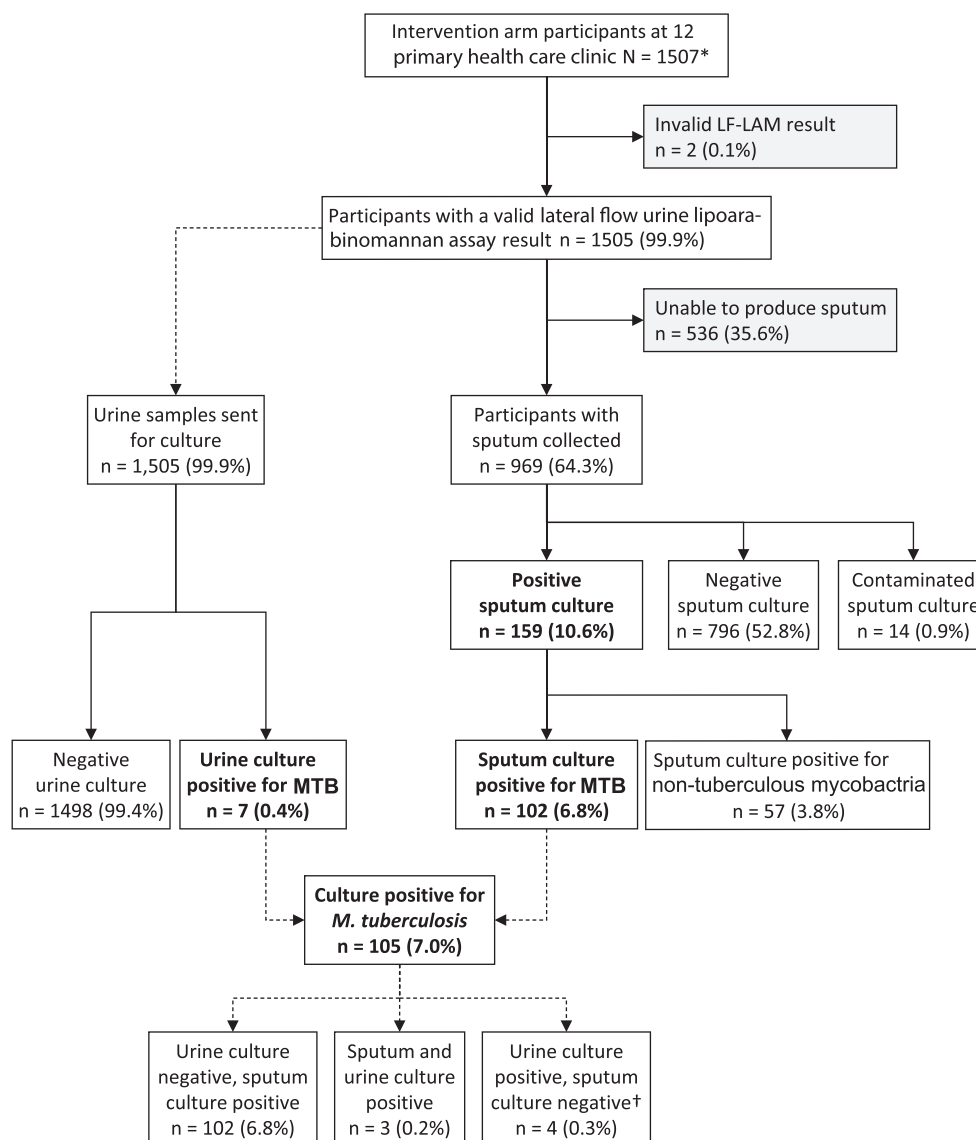 Intervention arm participants at 12
primary health care clinic N = 1507*
Invalid LF-LAM result
n = 2 (0.1%)
Participants with a valid lateral flow urine lipoara-
binomannan assay result n = 1505 (99.9%)
Unable to produce sputum
n = 536 (35.6%)
Urine samples sent
for culture
n = 1,505 (99.9%)
Participants with
sputum collected
n = 969 (64.3%)
Positive
sputum culture
n = 159 (10.6%)
Negative
sputum culture
n = 796 (52.8%)
Contaminated
sputum culture
n = 14 (0.9%)
Negative
urine culture
n = 1498 (99.4%)
Urine culture
positive for MTB
n = 7 (0.4%)
Sputum culture
positive for MTB
n = 102 (6.8%)
Sputum culture positive for
non-tuberculous mycobactria
n = 57 (3.8%)
Culture positive for
M. tuberculosis
n = 105 (7.0%)
Urine culture
negative, sputum
culture positive
n = 102 (6.8%)
Sputum and
urine culture
positive
n = 3 (0.2%)
Urine culture
positive, sputum
culture negative†
n = 4 (0.3%)